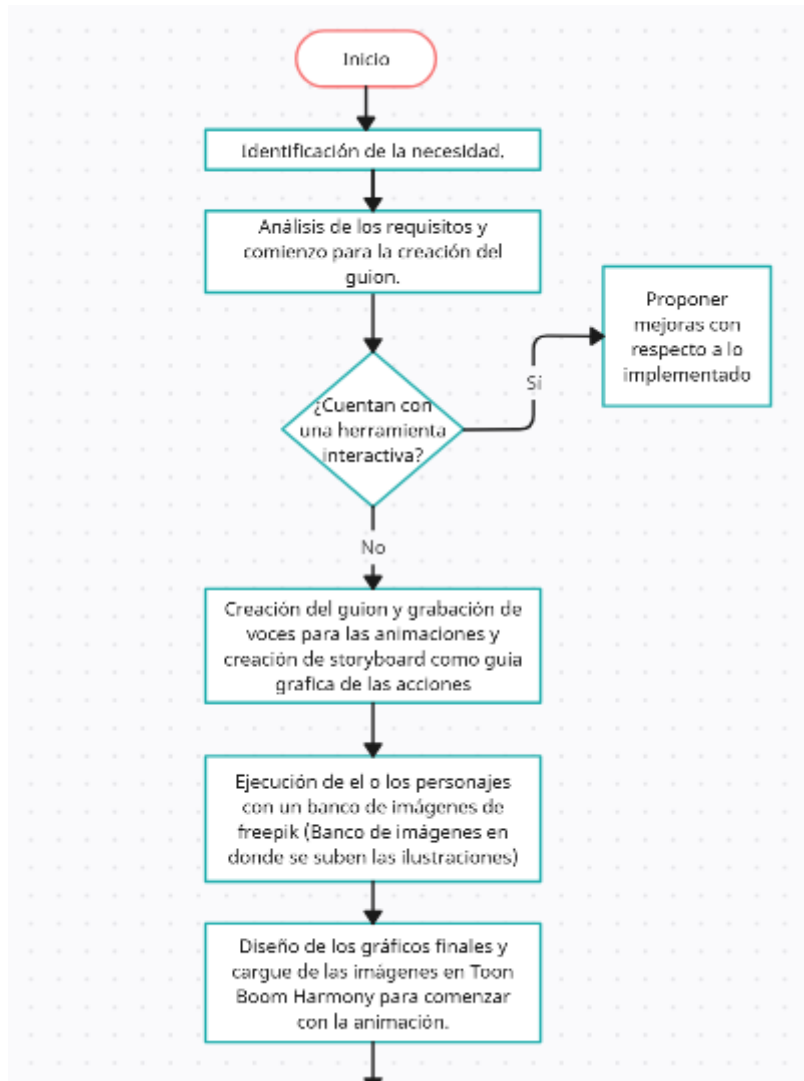 Inicio
Identificación de la necesidad.
Análisis de los requisitos y
comienzo para la creación del
guion.
Proponer
mejoras con
respecto a lo
implementado
Si
¿Cuentan con
una herramienta
interactiva?
No
Creación del guion y grabación de
voces para las animaciones y
creación de storyboard como guia
grafica de las acciones
Ejecución de el o los personajes
con un banco de imágenes de
freepik (Banco de imágenes en
donde se suben las ilustraciones)
Diseño de los gráficos finales y
cargue de las imágenes en Toon
Boom Harmony para comenzar
con la animación.